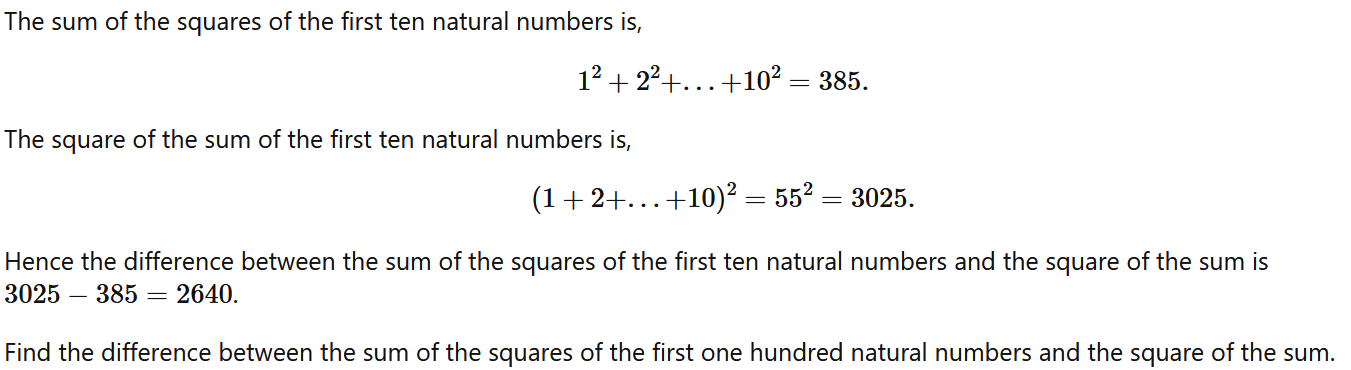 The sum of the squares of the first ten natural numbers is,
1² + 2²+...+10² = 385.
The square of the sum of the first ten natural numbers is,
(1 + 2+...+10)² = 55² = 3025.
Hence the difference between the sum of the squares of the first ten natural numbers and the square of the sum is
3025 − 385 = 2640.
Find the difference between the sum of the squares of the first one hundred natural numbers and the square of the sum.